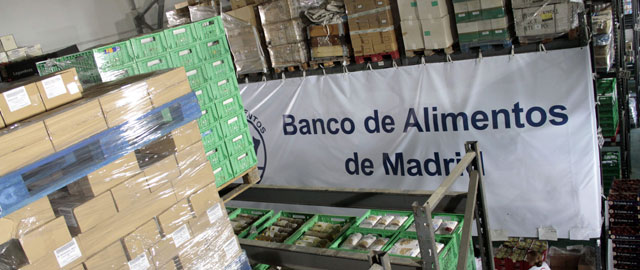 Banco de Alimentos
de Madrid